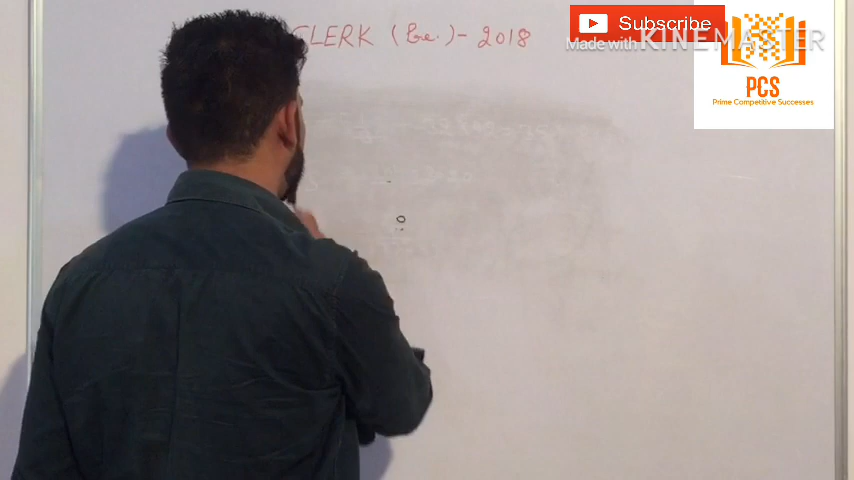 Subscribe
CLERK (Pre.) - 2018
Made with KINEMASTER
PCS
Prime Competitive Successes